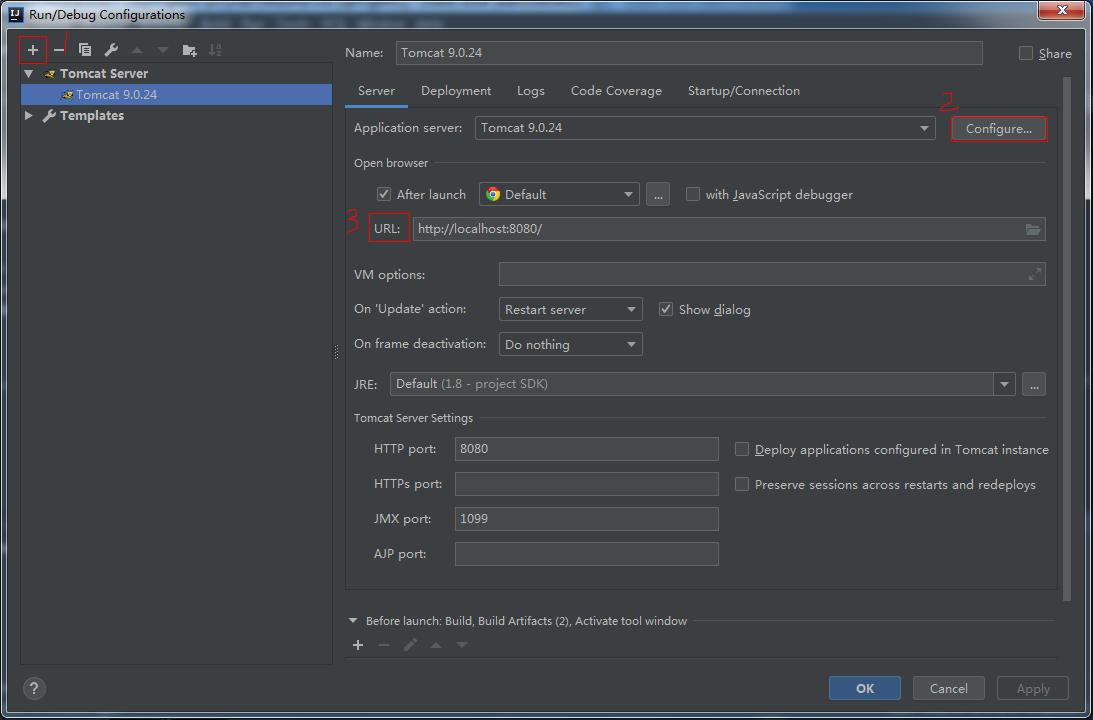 Run/Debug Configurations
1
Tomcat Server
Tomcat 9.0.24
Templates
Name: Tomcat 9.0.24 Share
Server Deployment Logs Code Coverage Startup/Connection
2
Application server: Tomcat 9.0.24 Configure...
Open browser
After launch Default ... with JavaScript debugger
3
URL: http://localhost:8080/
VM options:
On 'Update' action: Restart server Show dialog
On frame deactivation: Do nothing
JRE: Default (1.8 - project SDK) ...
Tomcat Server Settings
HTTP port: 8080 Deploy applications configured in Tomcat instance
HTTPs port: Preserve sessions across restarts and redeploys
JMX port: 1099
AJP port:
Before launch: Build, Build Artifacts (2), Activate tool window
? OK Cancel Apply